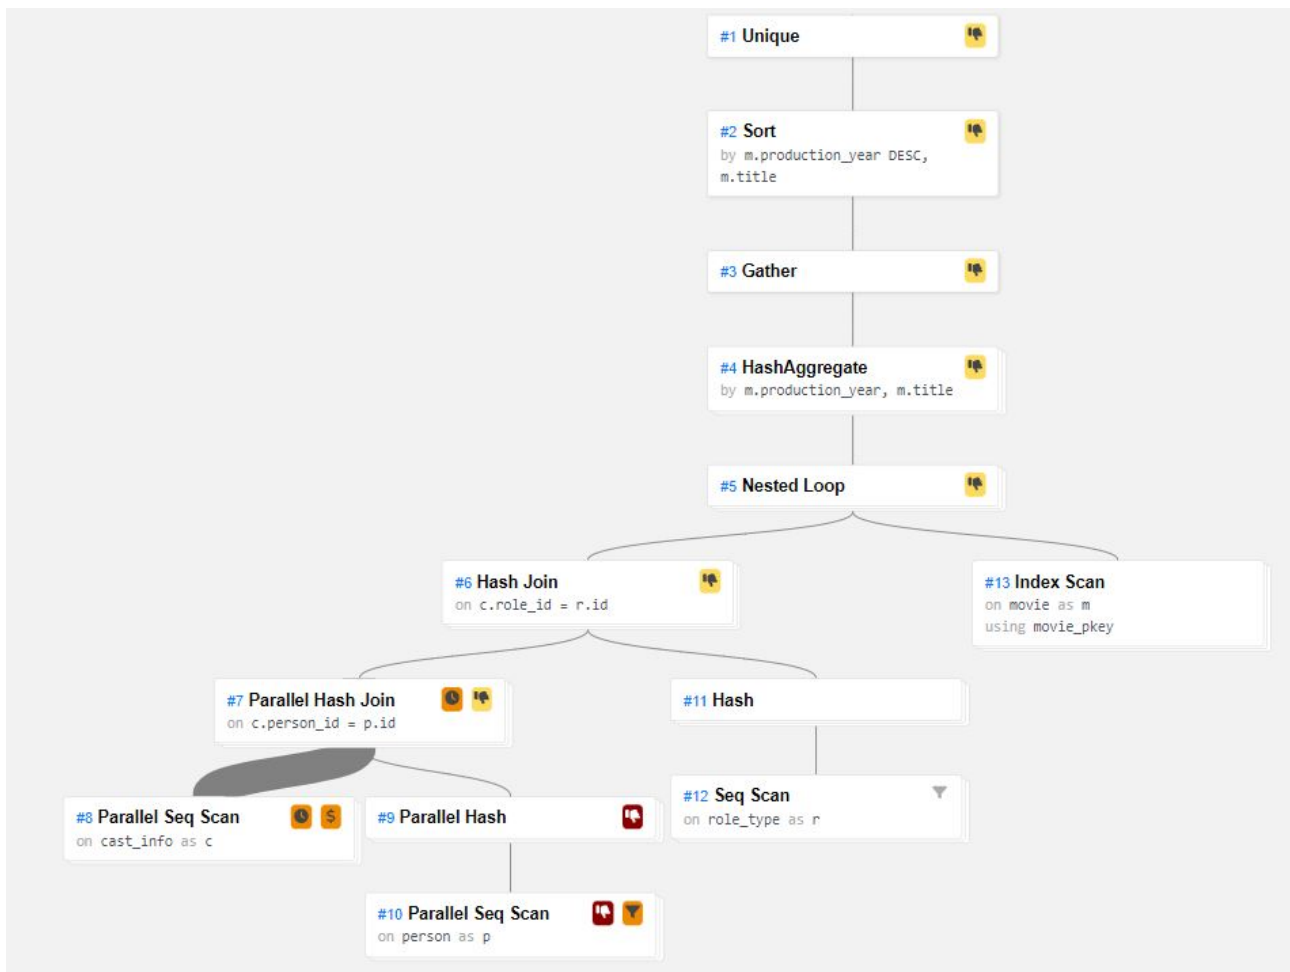 #1 Unique
#2 Sort
by m.production_year DESC,
m.title
#3 Gather
#4 HashAggregate
by m.production_year, m.title
#5 Nested Loop
#6 Hash Join
on c.role_id = r.id
#13 Index Scan
on movie as m
using movie_pkey
#7 Parallel Hash Join
on c.person_id = p.id
#11 Hash
#8 Parallel Seq Scan
$
on cast_info as c
#9 Parallel Hash
#12 Seq Scan
on role_type as r
#10 Parallel Seq Scan
on person as p